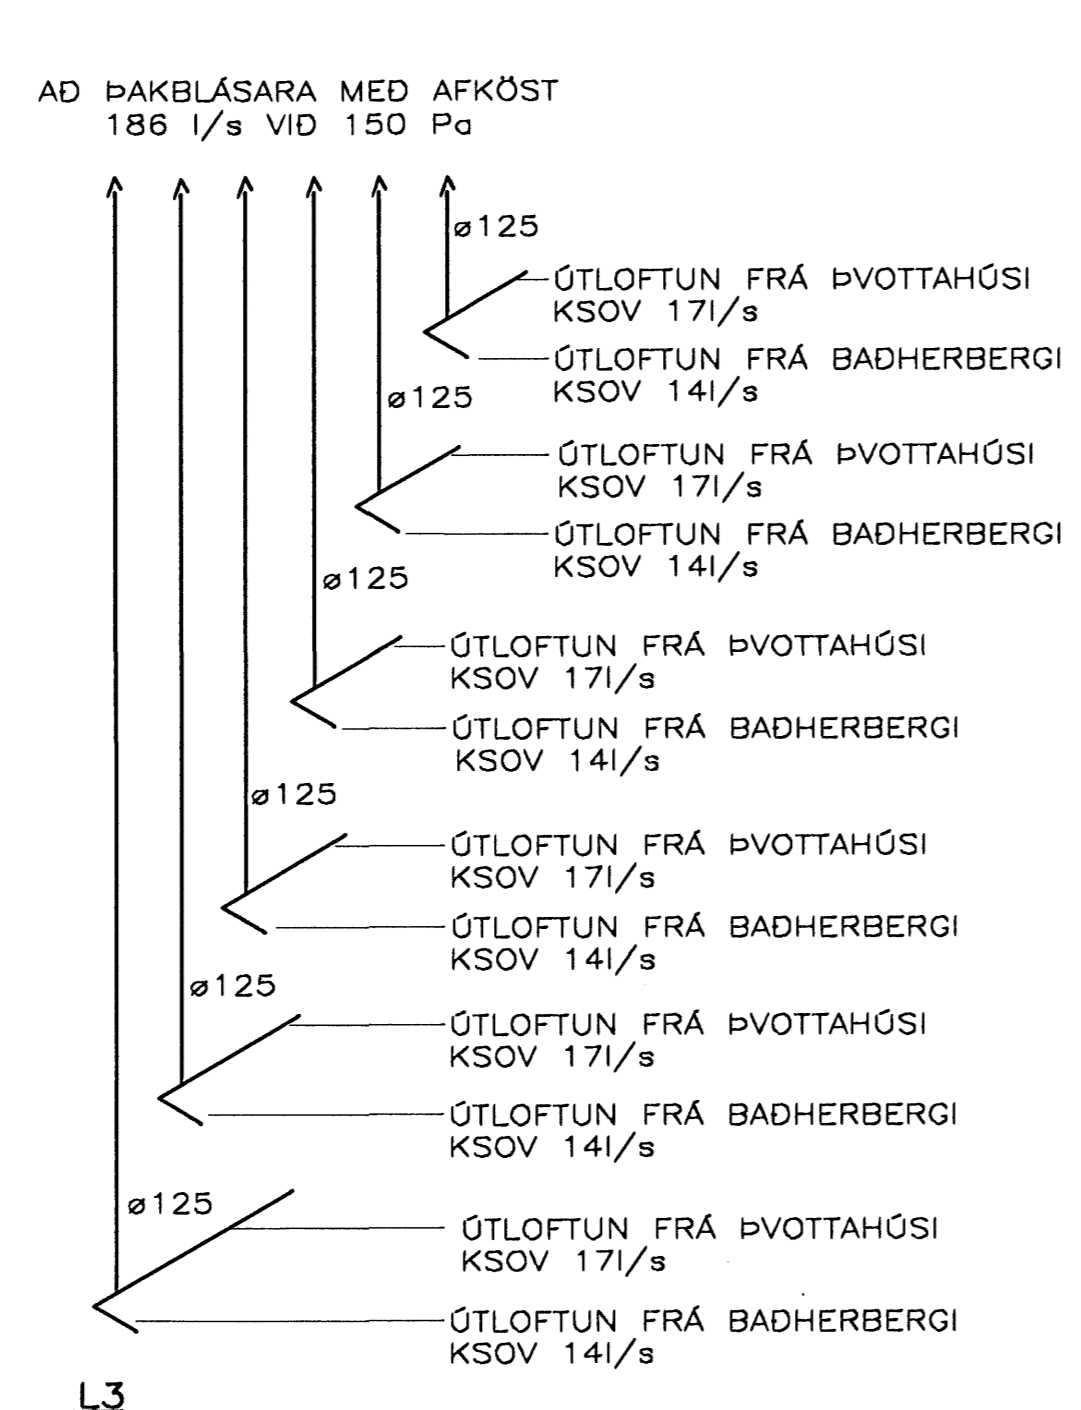 AÐ ÞAKBLÁSARA MEÐ AFKÖST
186 l/s VIÐ 150 Pa
ø125
ÚTLOFTUN FRÁ ÞVOTTAHÚSI
KSOV 17l/s
ÚTLOFTUN FRÁ BAÐHERBERGI
KSOV 14l/s
ø125
ÚTLOFTUN FRÁ ÞVOTTAHÚSI
KSOV 17l/s
ÚTLOFTUN FRÁ BAÐHERBERGI
KSOV 14l/s
ø125
ÚTLOFTUN FRÁ ÞVOTTAHÚSI
KSOV 17l/s
ÚTLOFTUN FRÁ BAÐHERBERGI
KSOV 14l/s
ø125
ÚTLOFTUN FRÁ ÞVOTTAHÚSI
KSOV 17l/s
ÚTLOFTUN FRÁ BAÐHERBERGI
KSOV 14l/s
ø125
ÚTLOFTUN FRÁ ÞVOTTAHÚSI
KSOV 17l/s
ÚTLOFTUN FRÁ BAÐHERBERGI
KSOV 14l/s
ø125
ÚTLOFTUN FRÁ ÞVOTTAHÚSI
KSOV 17l/s
ÚTLOFTUN FRÁ BAÐHERBERGI
KSOV 14l/s
L3